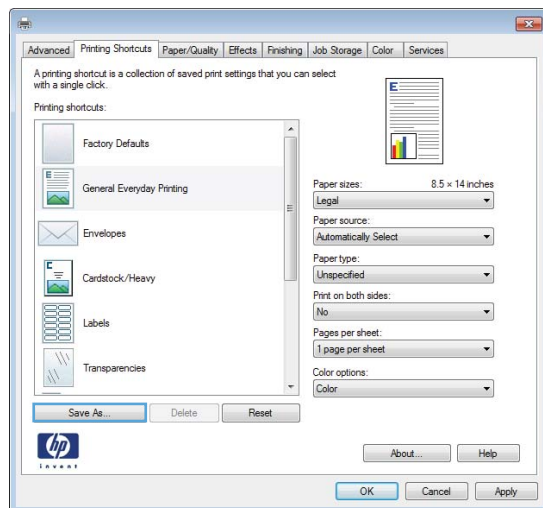 Advanced
Printing Shortcuts
Paper/Quality
Effects
Finishing
Job Storage
Color
Services
A printing shortcut is a collection of saved print settings that you can select
with a single click.
Printing shortcuts:
Factory Defaults
E
General Everyday Printing
Envelopes
C
Cardstock/Heavy
Labels
Transparencies
Save As...
Delete
Reset
E
Paper sizes:
8.5 × 14 inches
Legal
Paper source:
Automatically Select
Paper type:
Unspecified
Print on both sides:
No
Pages per sheet:
1 page per sheet
Color options:
Color
hp
invent
About...
Help
OK
Cancel
Apply